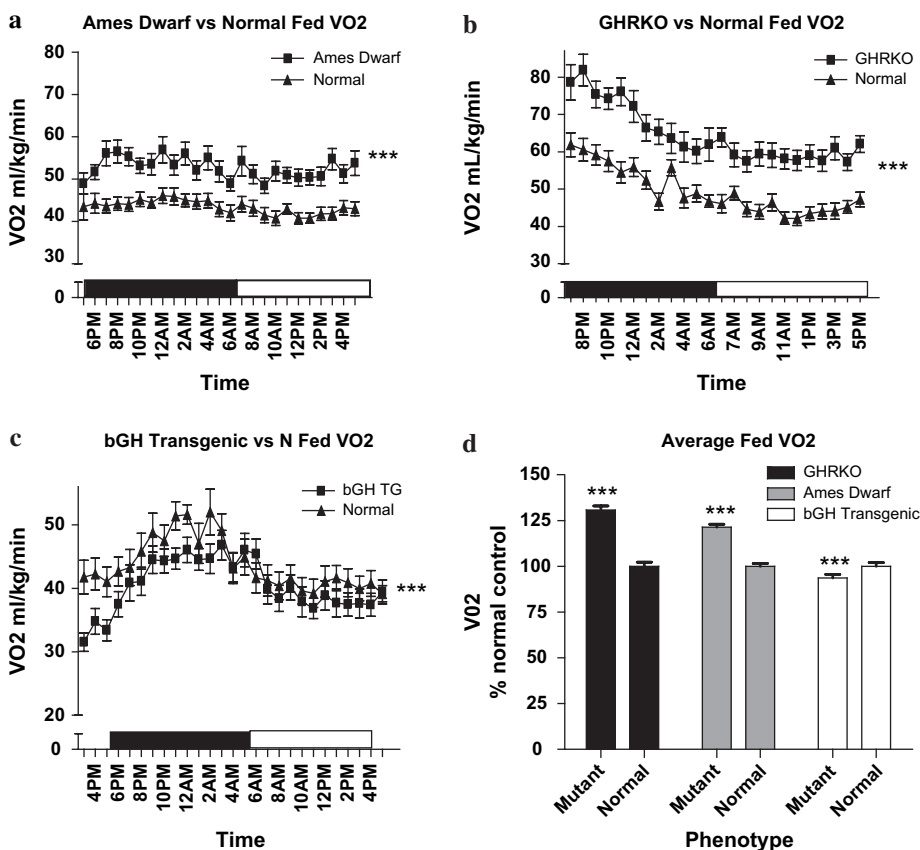 a
Ames Dwarf vs Normal Fed VO2
80
70
60
50
40
30
0
VO2 ml/kg/min
Ames Dwarf
Normal
***
6PM
8PM
10PM
12AM
2AM
4AM
6AM
8AM
10AM
12PM
2PM
4PM
Time
b
GHRKO vs Normal Fed VO2
80
70
60
50
40
30
0
VO2 mL/kg/min
GHRKO
Normal
***
8PM
10PM
12AM
2AM
4AM
6AM
7AM
9AM
11AM
1PM
3PM
5PM
Time
c
bGH Transgenic vs N Fed VO2
50
40
30
20
0
VO2 ml/kg/min
bGH TG
Normal
***
4PM
6PM
8PM
10PM
12AM
2AM
4AM
6AM
8AM
10AM
12PM
2PM
4PM
Time
d
Average Fed VO2
150
125
100
75
50
25
0
V02
% normal control
GHRKO
Ames Dwarf
bGH Transgenic
***
***
***
Mutant
Normal
Mutant
Normal
Mutant
Normal
Phenotype